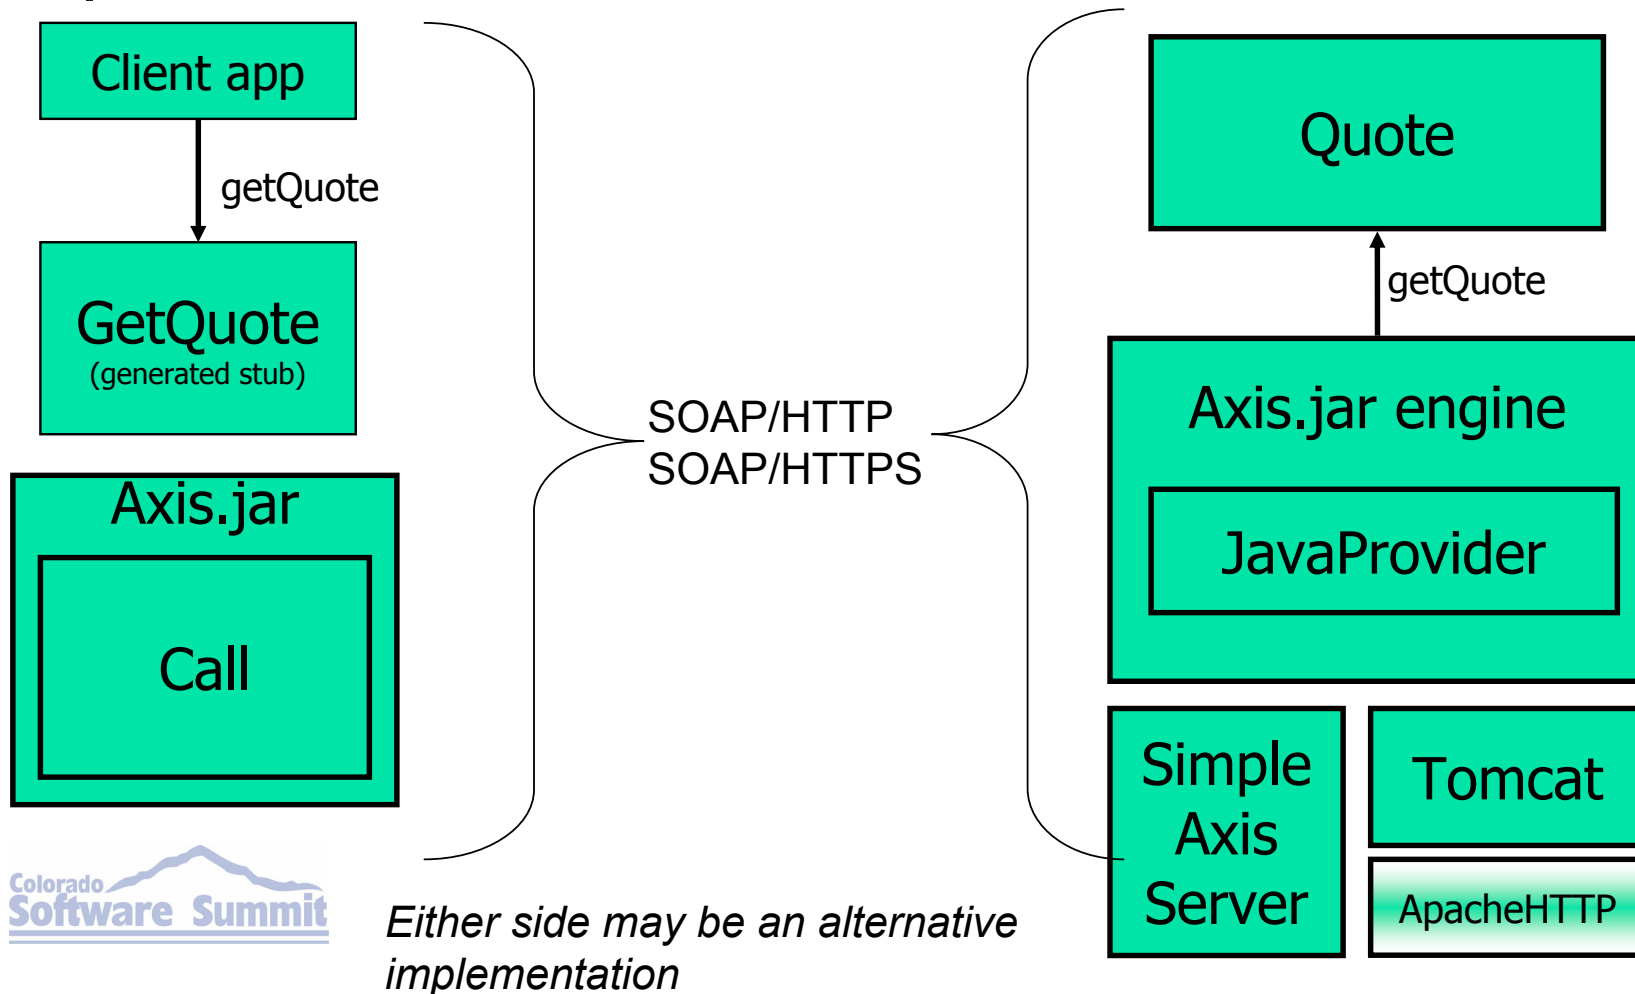 Client app
getQuote
GetQuote
(generated stub)
Axis.jar
Call
SOAP/HTTP
SOAP/HTTPS
Quote
getQuote
Axis.jar engine
JavaProvider
Simple
Axis
Server
Tomcat
ApacheHTTP
Colorado
Software Summit
Either side may be an alternative
implementation